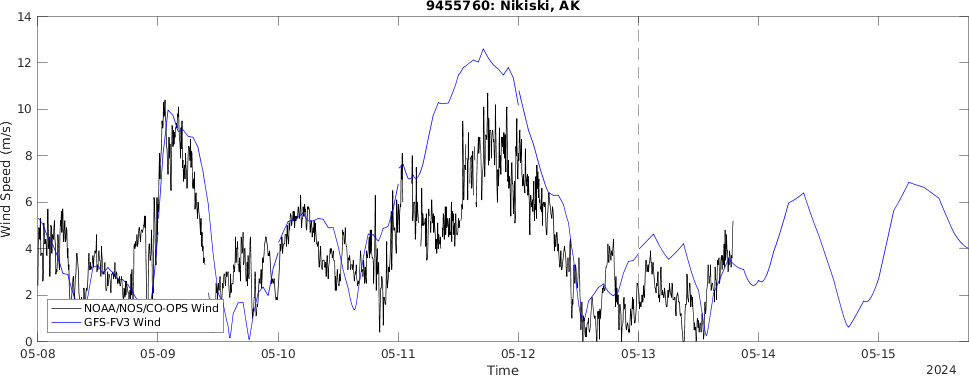 9455760: Nikiski, AK
14
12
10
8
6
4
2
0
Wind Speed (m/s)
NOAA/NOS/CO-OPS Wind
GFS-FV3 Wind
05-08 05-09 05-10 05-11 05-12 05-13 05-14 05-15
Time
2024